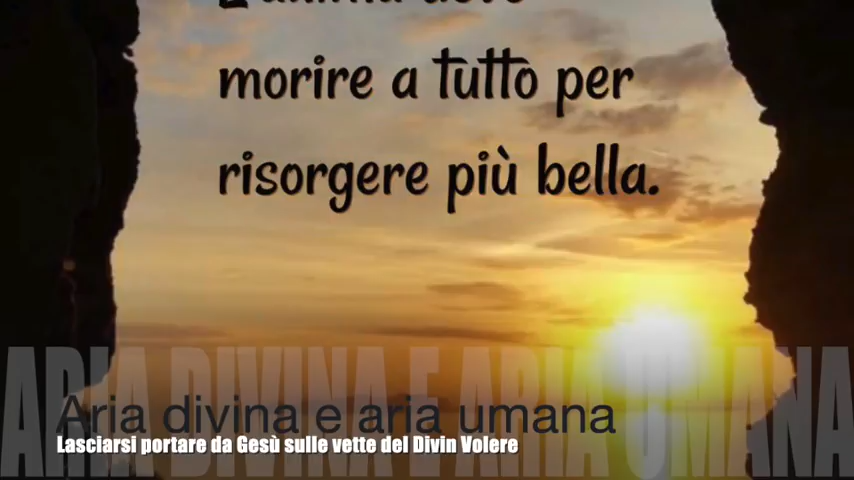 morire a tutto per
risorgere più bella.
ARIA DIVINA E ARIA UMANA
Aria divina e aria umana
Lasciarsi portare da Gesù sulle vette del Divin Volere